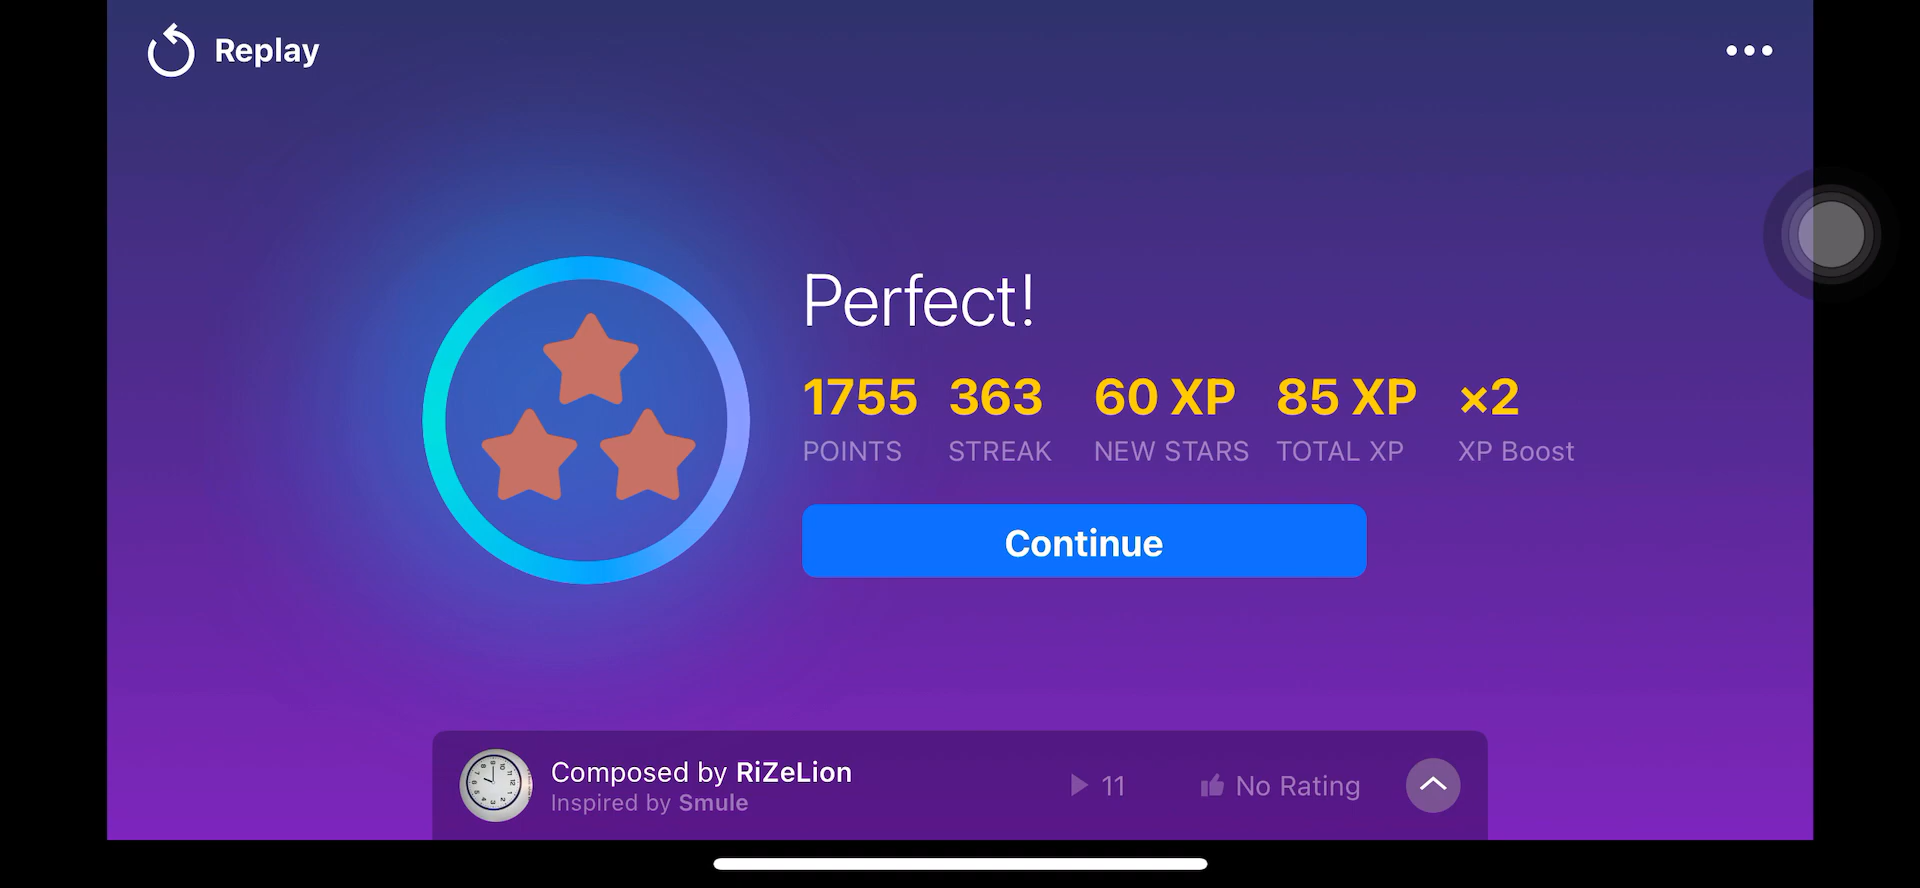 Replay
Perfect!
1755 363 60 XP 85 XP ×2
POINTS STREAK NEW STARS TOTAL XP XP Boost
Continue
Composed by RiZeLion
Inspired by Smule
11
No Rating